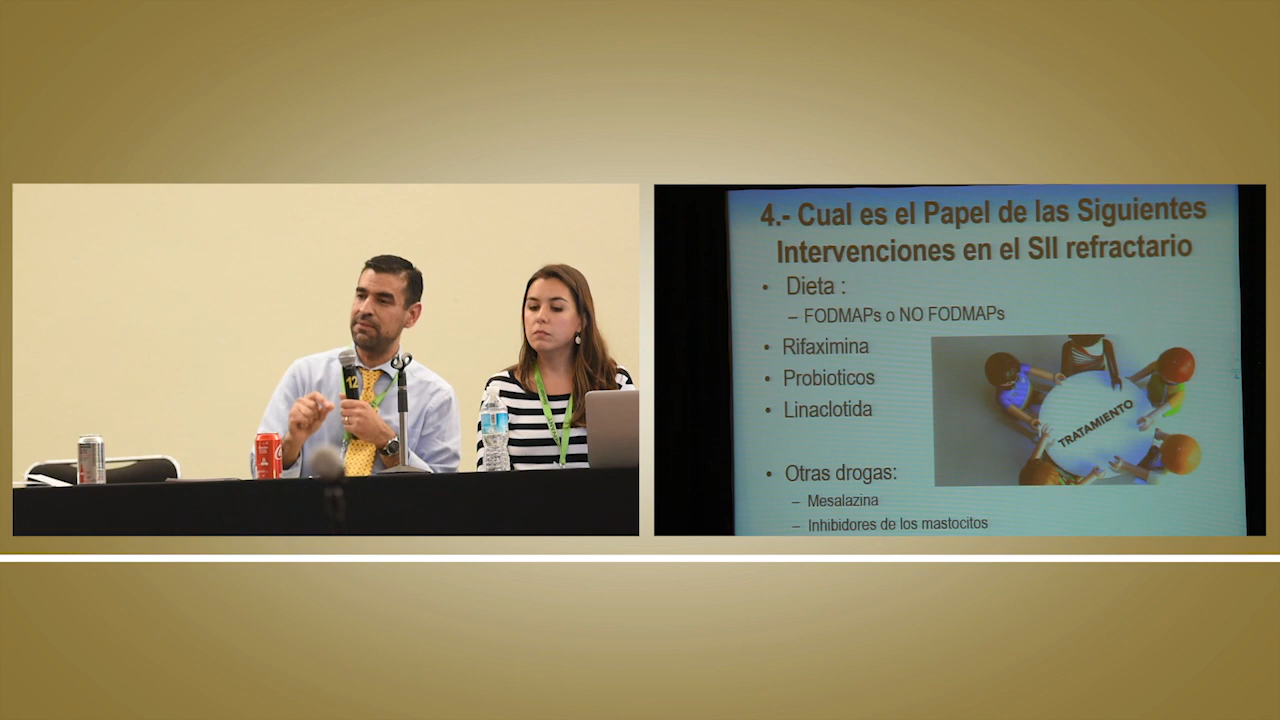 12
4.- Cual es el Papel de las Siguientes
Intervenciones en el SII refractario
• Dieta :
– FODMAPs o NO FODMAPs
• Rifaximina
• Probioticos
• Linaclotida
TRATAMIENTO
• Otras drogas:
– Mesalazina
– Inhibidores de los mastocitos